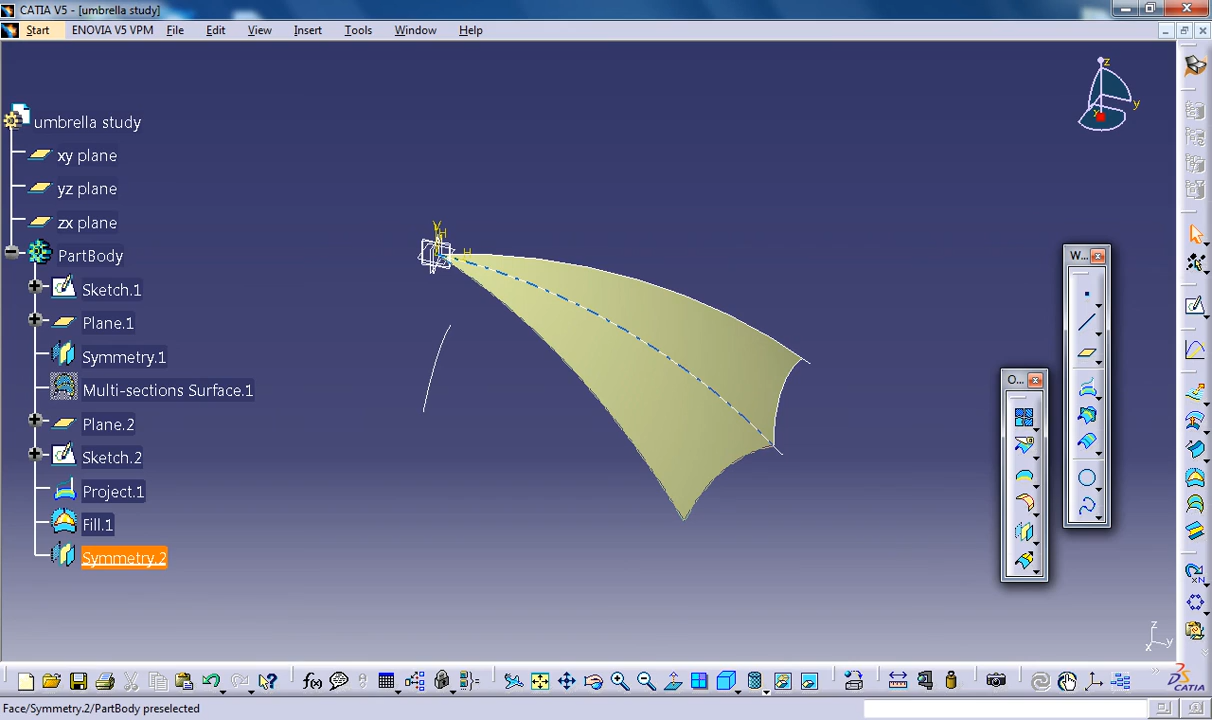 CATIA V5 - [umbrella study]
Start ENOVIA V5 VPM File Edit View Insert Tools Window Help
umbrella study
xy plane
yz plane
zx plane
PartBody
Sketch.1
Plane.1
Symmetry.1
Multi-sections Surface.1
Plane.2
Sketch.2
Project.1
Fill.1
Symmetry.2
V
H
H
z
y
x
W...
O...
z
y
x
f(x)
CATIA
Face/Symmetry.2/PartBody preselected